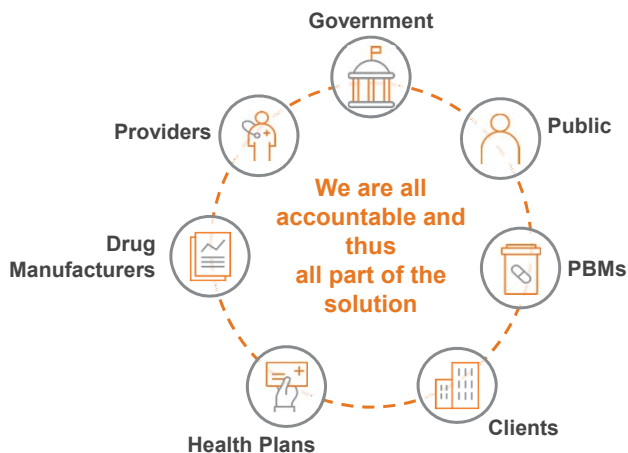 Government
Public
Providers
We are all
accountable and
thus
all part of the
solution
Drug
Manufacturers
PBMs
Clients
Health Plans